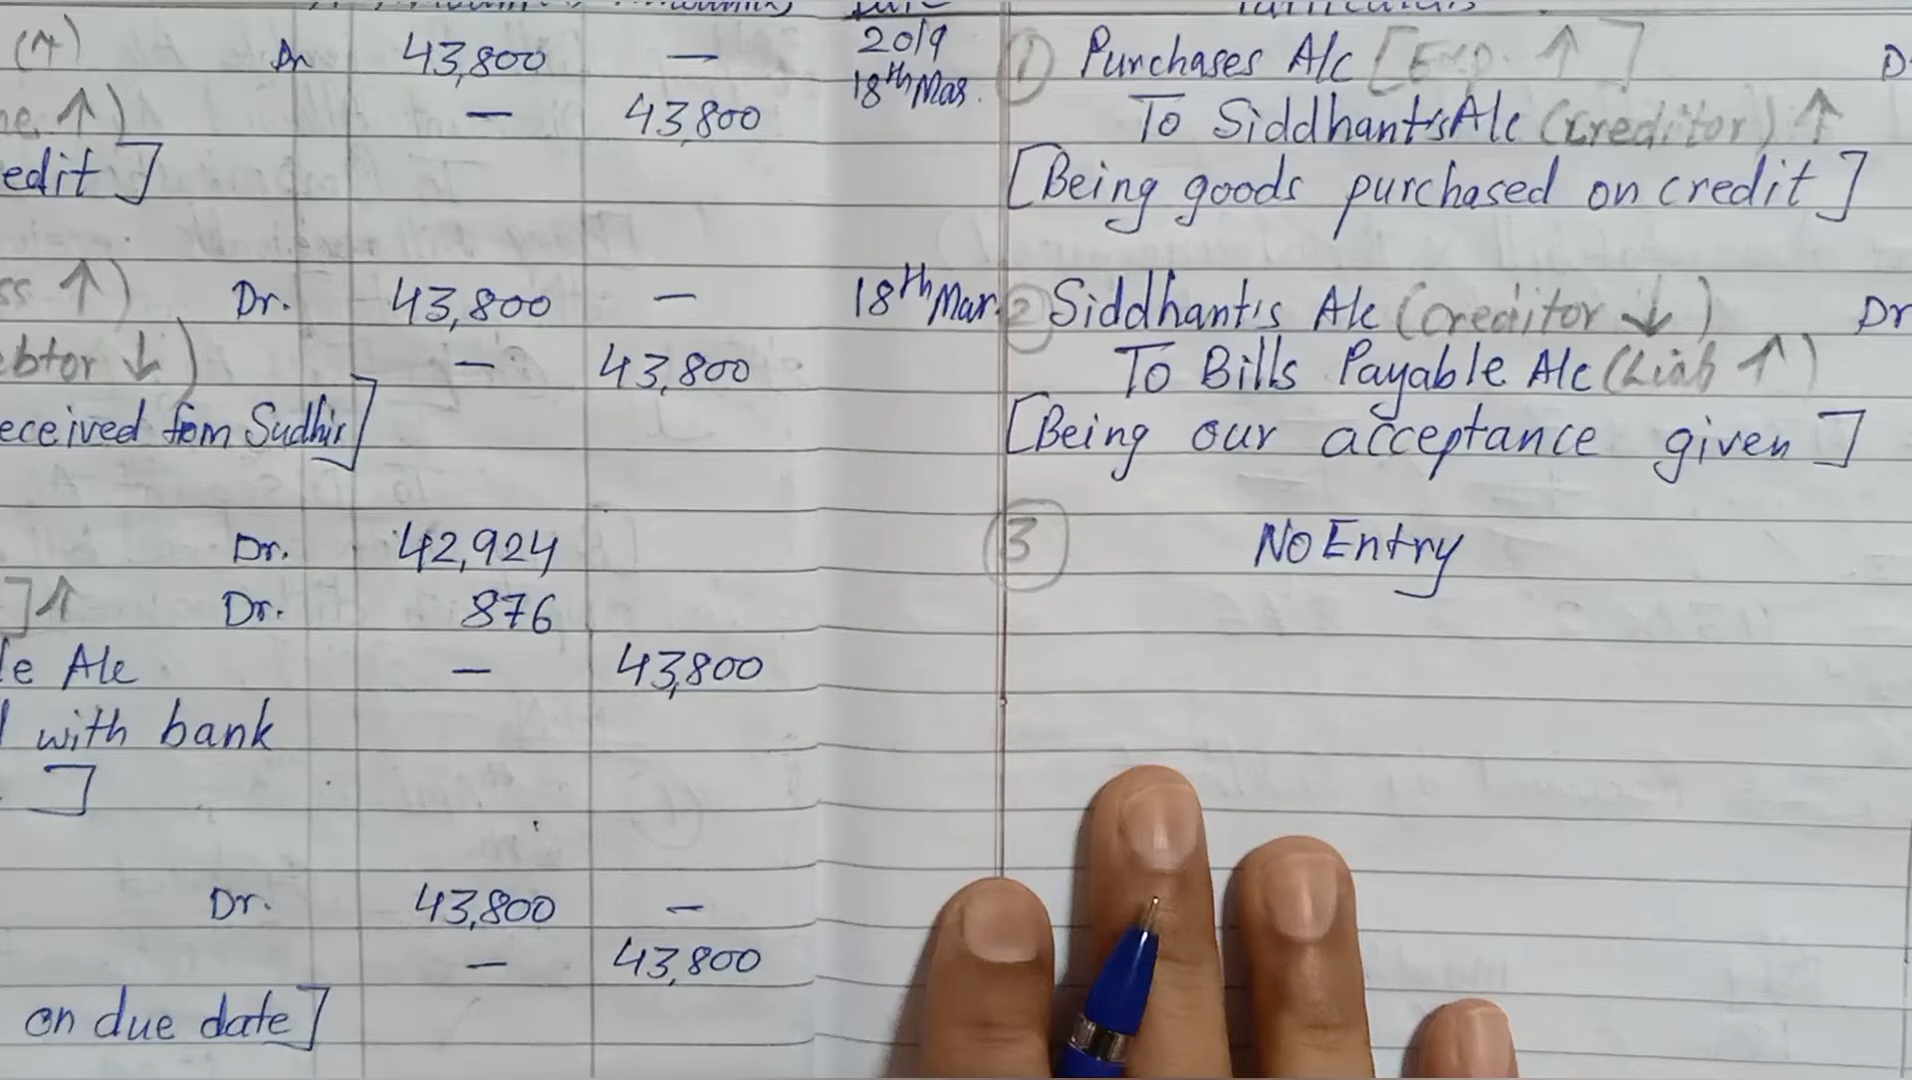 (↑) Dr 43,800 —
ne ↑) — 43,800
edit]
ss ↑) Dr. 43,800 —
ebtor ↓) — 43,800
eceived from Sudhir]
Dr. 42,924
]↑ Dr. 876
le A/c — 43,800
with bank
]
Dr. 43,800 —
— 43,800
on due date]
2019
18th Mar. ① Purchases A/c [Exp. ↑] D
To Siddhant's A/c (Creditor) ↑
[Being goods purchased on credit]
18th Mar. ② Siddhant's A/c (Creditor ↓) Dr
To Bills Payable A/c (Liab ↑)
[Being our acceptance given]
③ No Entry